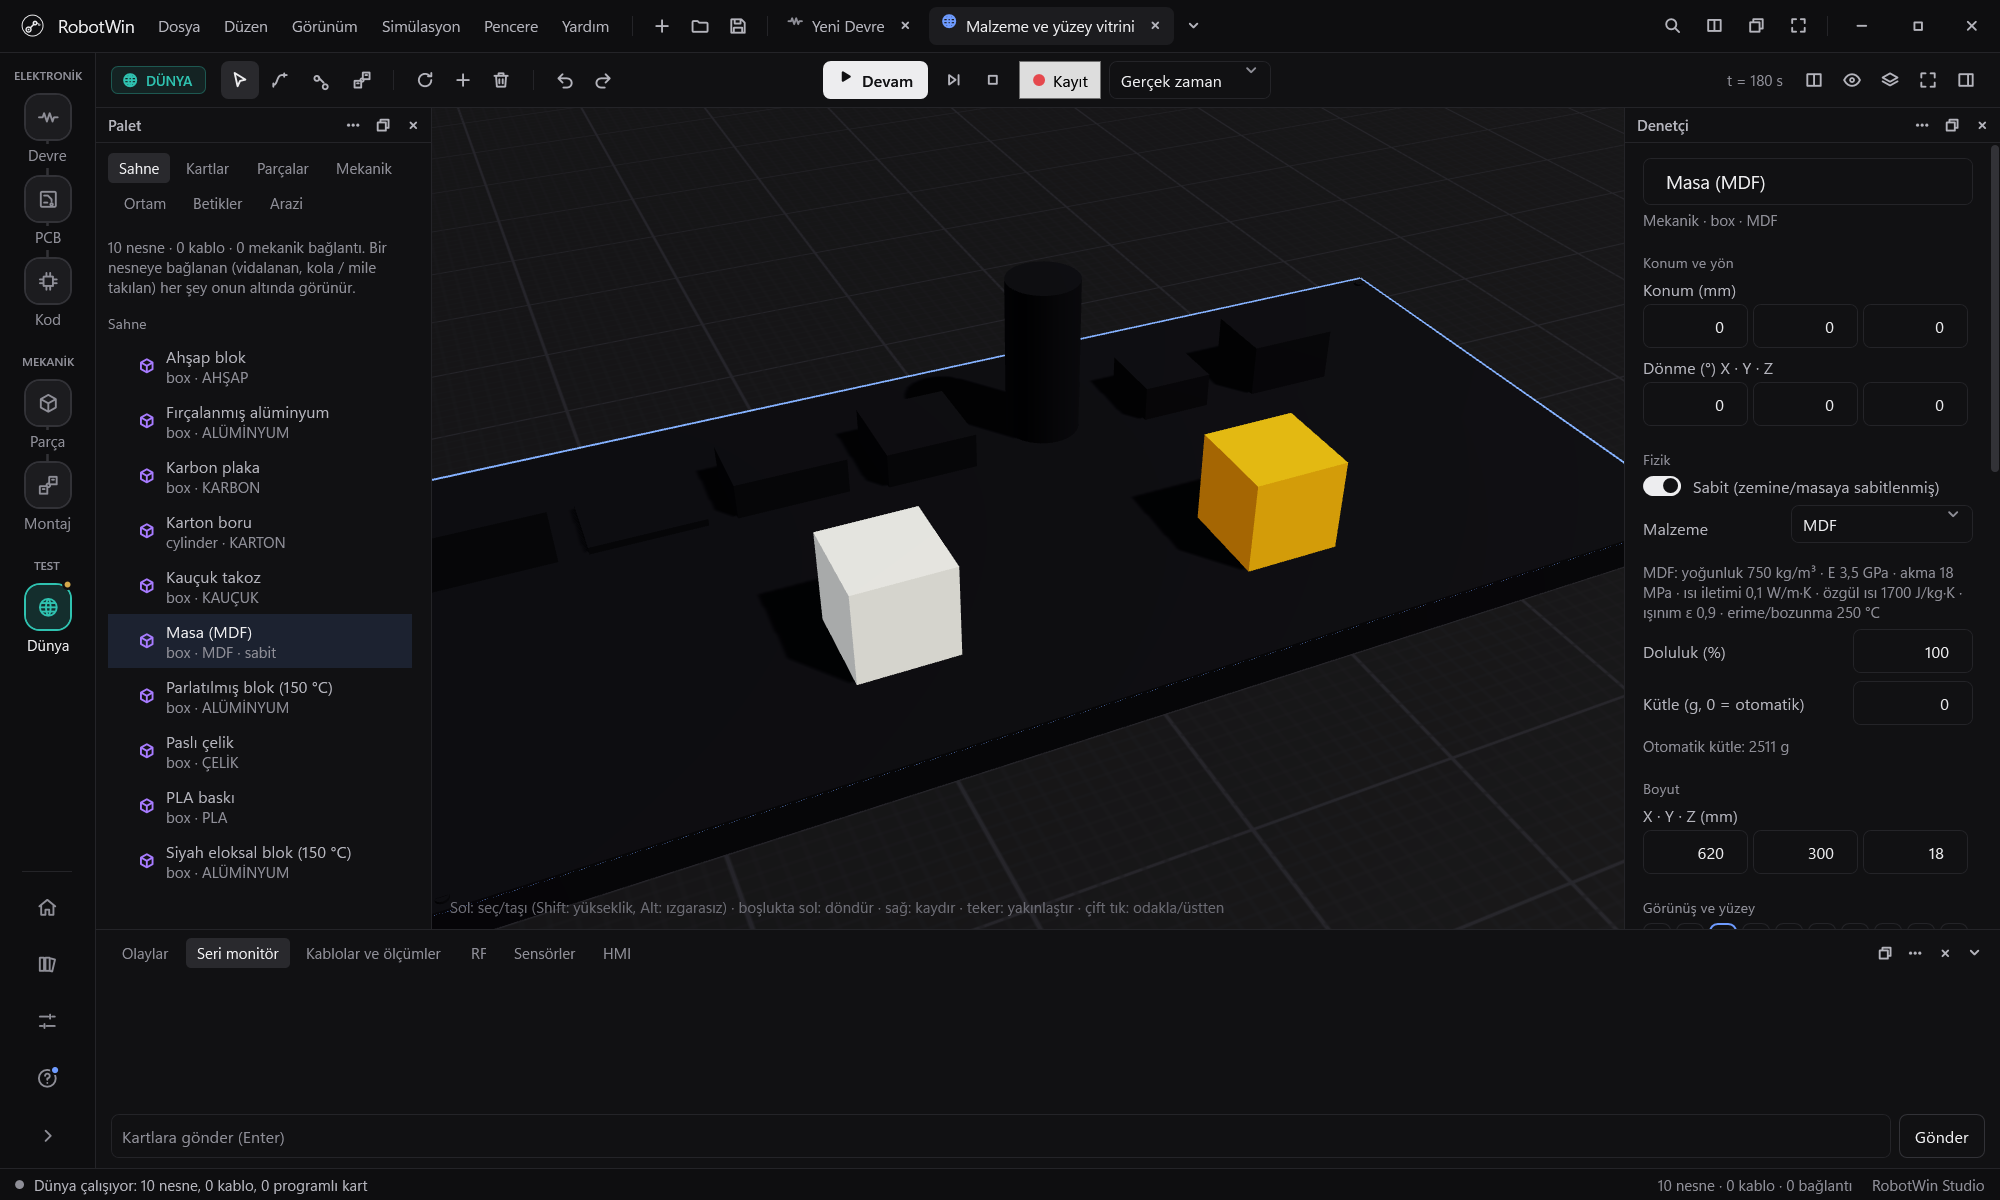 RobotWin Dosya Düzen Görünüm Simülasyon Pencere Yardım Yeni Devre Malzeme ve yüzey vitrini
ELEKTRONİK
Devre
PCB
Kod
MEKANİK
Parça
Montaj
TEST
Dünya
DÜNYA Devam Kayıt Gerçek zaman t = 180 s
Palet
Sahne Kartlar Parçalar Mekanik
Ortam Betikler Arazi
10 nesne · 0 kablo · 0 mekanik bağlantı. Bir
nesneye bağlanan (vidalanan, kola / mile
takılan) her şey onun altında görünür.
Sahne
Ahşap blok
box · AHŞAP
Fırçalanmış alüminyum
box · ALÜMİNYUM
Karbon plaka
box · KARBON
Karton boru
cylinder · KARTON
Kauçuk takoz
box · KAUÇUK
Masa (MDF)
box · MDF · sabit
Parlatılmış blok (150 °C)
box · ALÜMİNYUM
Paslı çelik
box · ÇELİK
PLA baskı
box · PLA
Siyah eloksal blok (150 °C)
box · ALÜMİNYUM
Sol: seç/taşı (Shift: yükseklik, Alt: ızgarasız) · boşlukta sol: döndür · sağ: kaydır · teker: yakınlaştır · çift tık: odakla/üstten
Denetçi
Masa (MDF)
Mekanik · box · MDF
Konum ve yön
Konum (mm)
0 0 0
Dönme (°) X · Y · Z
0 0 0
Fizik
Sabit (zemine/masaya sabitlenmiş)
Malzeme MDF
MDF: yoğunluk 750 kg/m³ · E 3,5 GPa · akma 18
MPa · ısı iletimi 0,1 W/m·K · özgül ısı 1700 J/kg·K ·
ışınım ε 0,9 · erime/bozunma 250 °C
Doluluk (%) 100
Kütle (g, 0 = otomatik) 0
Otomatik kütle: 2511 g
Boyut
X · Y · Z (mm)
620 300 18
Görünüş ve yüzey
Olaylar Seri monitör Kablolar ve ölçümler RF Sensörler HMI
Kartlara gönder (Enter) Gönder
Dünya çalışıyor: 10 nesne, 0 kablo, 0 programlı kart 10 nesne · 0 kablo · 0 bağlantı RobotWin Studio